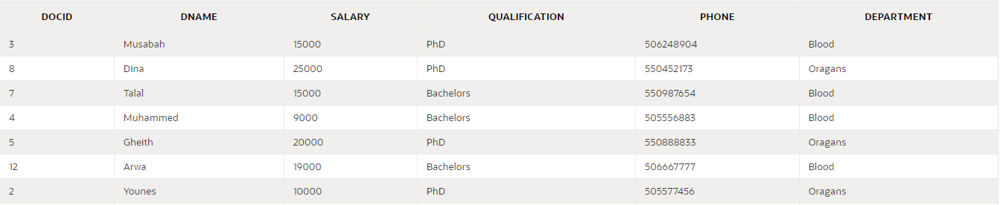 DOCID DNAME SALARY QUALIFICATION PHONE DEPARTMENT
3 Musabah 15000 PhD 506248904 Blood
8 Dina 25000 PhD 550452173 Oragans
7 Talal 15000 Bachelors 550987654 Blood
4 Muhammed 9000 Bachelors 505556883 Blood
5 Gheith 20000 PhD 550888833 Oragans
12 Arwa 19000 Bachelors 506667777 Blood
2 Younes 10000 PhD 505577456 Oragans